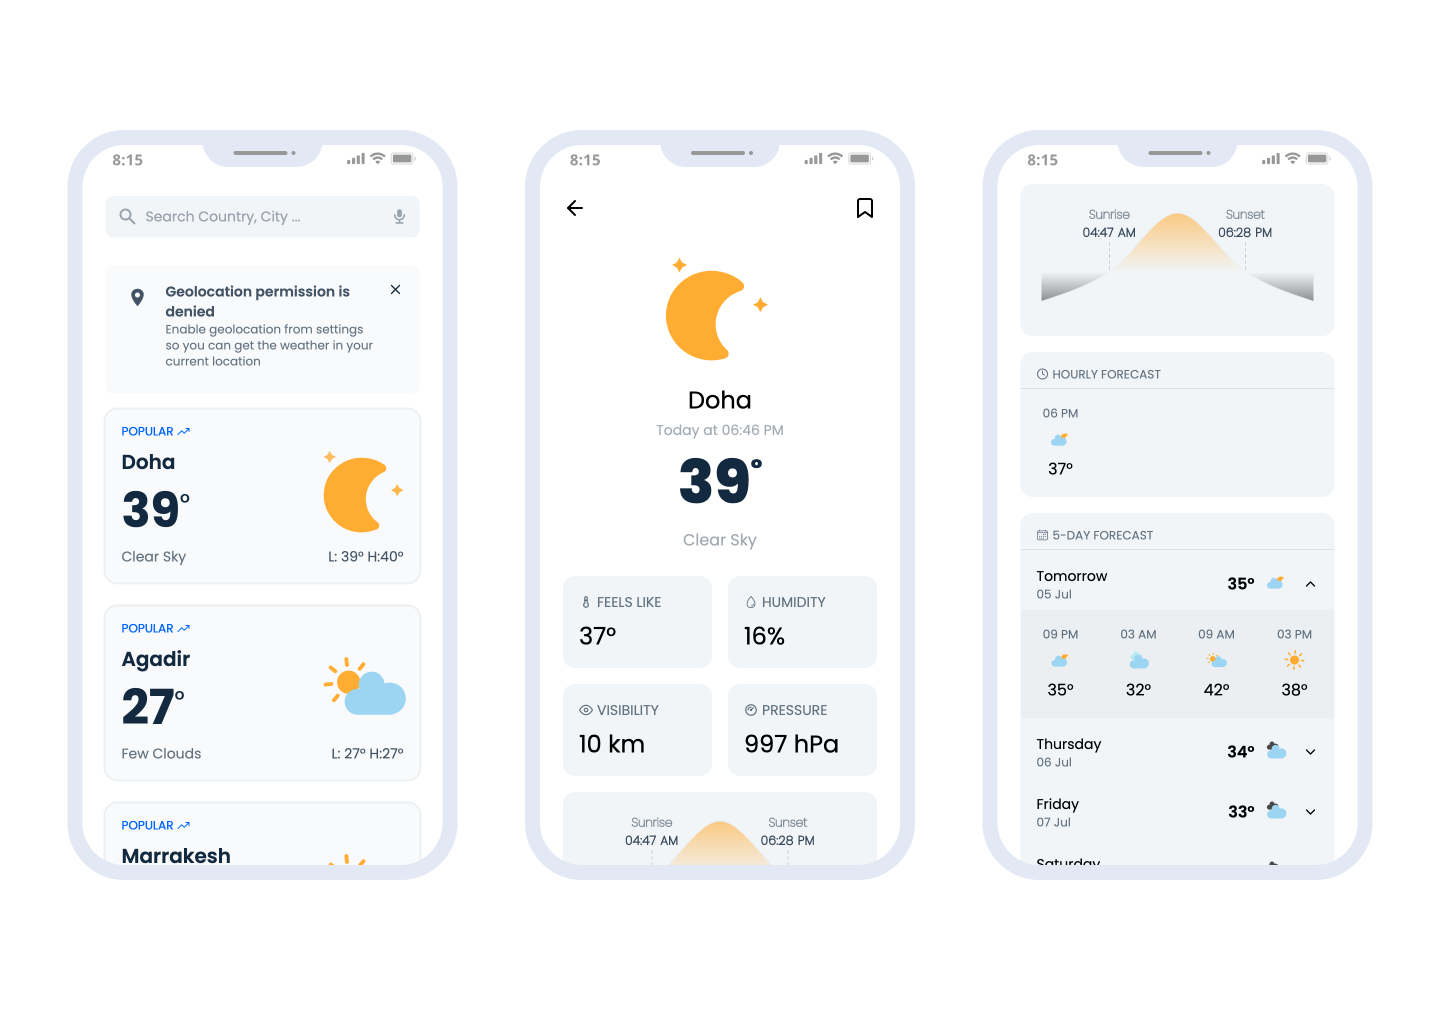 8:15
Search Country, City ...
Geolocation permission is
denied
Enable geolocation from settings
so you can get the weather in your
current location
POPULAR
Doha
39°
Clear Sky
L: 39° H:40°
POPULAR
Agadir
27°
Few Clouds
L: 27° H:27°
POPULAR
Marrakesh
8:15
Doha
Today at 06:46 PM
39°
Clear Sky
FEELS LIKE
37°
HUMIDITY
16%
VISIBILITY
10 km
PRESSURE
997 hPa
Sunrise
04:47 AM
Sunset
06:28 PM
8:15
Sunrise
04:47 AM
Sunset
06:28 PM
HOURLY FORECAST
06 PM
37°
5-DAY FORECAST
Tomorrow
05 Jul
35°
09 PM 03 AM 09 AM 03 PM
35° 32° 42° 38°
Thursday
06 Jul
34°
Friday
07 Jul
33°
Saturday